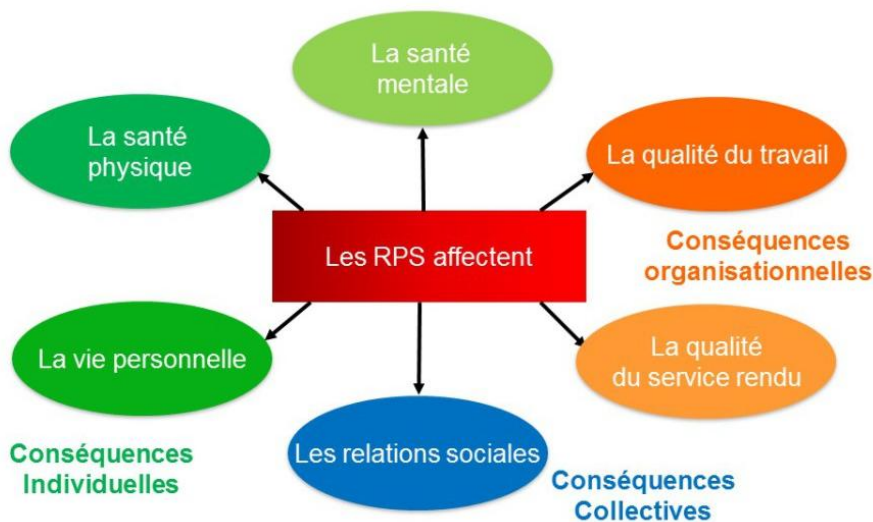 La santé
mentale
La santé
physique
La qualité du travail
Les RPS affectent
Conséquences
organisationnelles
La vie personnelle
La qualité
du service rendu
Les relations sociales
Conséquences
Individuelles
Conséquences
Collectives